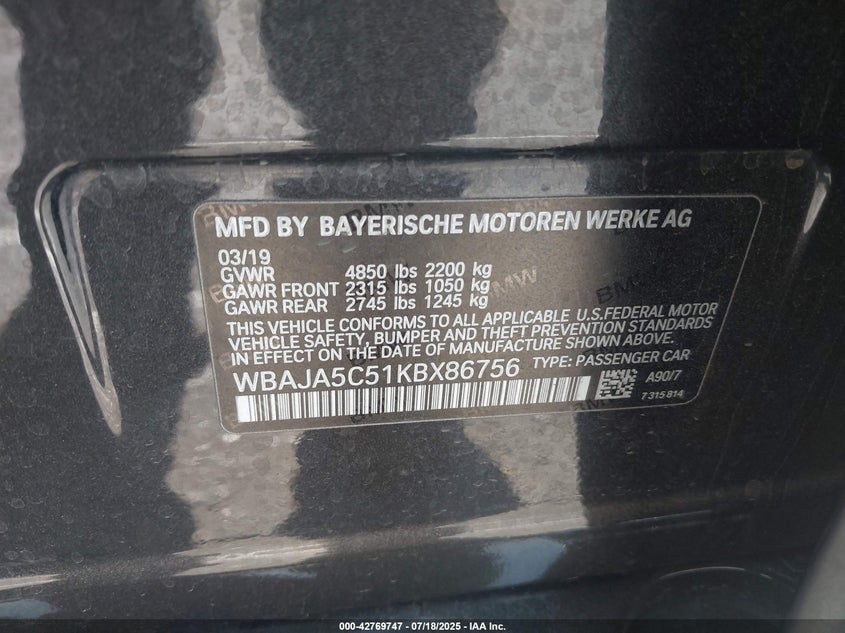 MFD BY BAYERISCHE MOTOREN WERKE AG
03/19
GVWR 4850 lbs 2200 kg
GAWR FRONT 2315 lbs 1050 kg
GAWR REAR 2745 lbs 1245 kg
THIS VEHICLE CONFORMS TO ALL APPLICABLE U.S.FEDERAL MOTOR
VEHICLE SAFETY, BUMPER AND THEFT PREVENTION STANDARDS
IN EFFECT ON THE DATE OF MANUFACTURE SHOWN ABOVE.
WBAJA5C51KBX86756 TYPE: PASSENGER CAR
A90/7
7 315 814
000-42769747 - 07/18/2025 - IAA Inc.